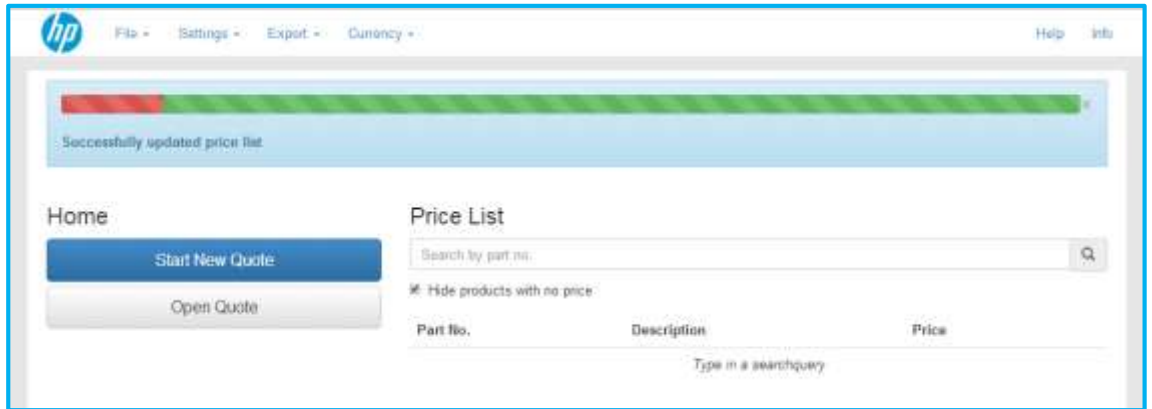 hp
File
Settings
Export
Currency
Help
Info
Successfully updated price list
Home
Price List
Start New Quote
Search by part no.
Hide products with no price
Open Quote
Part No.
Description
Price
Type in a searchquery